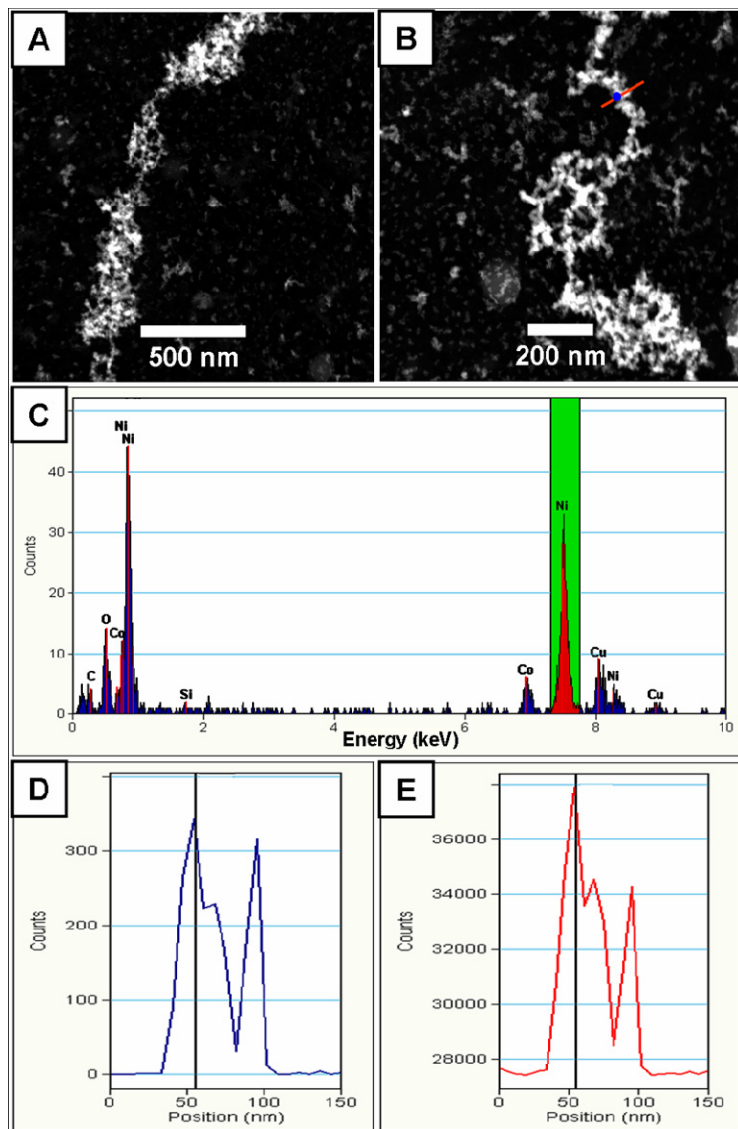 A
500 nm
B
200 nm
C
Counts
40
30
20
10
0
Ni
Ni
O
Co
C
Si
Co
Ni
Cu
Ni
Cu
0 2 4 6 8 10
Energy (keV)
D
Counts
300
200
100
0
0 50 100 150
Position (nm)
E
Counts
36000
34000
32000
30000
28000
0 50 100 150
Position (nm)